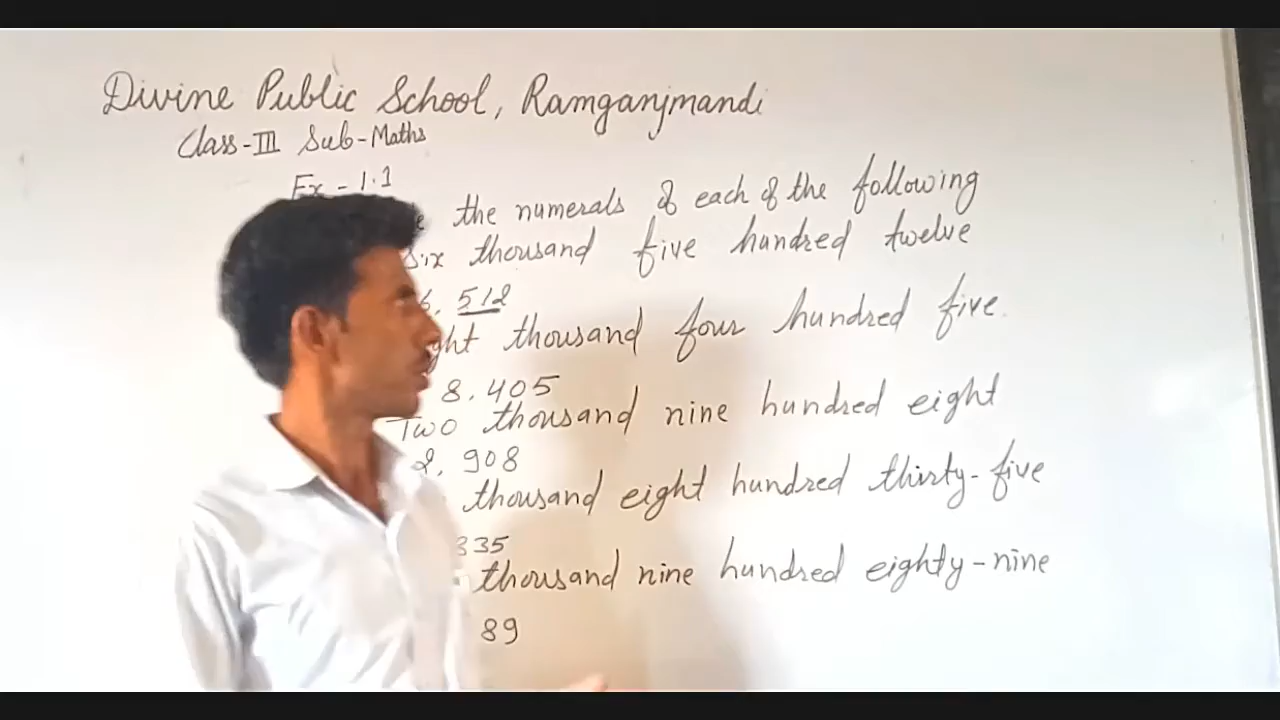 Divine Public School, Ramganjmandi
Class-III Sub-Maths
Ex - 1.1
the numerals of each of the following
Six thousand five hundred twelve
6, 512
thousand four hundred five.
8,405
Two thousand nine hundred eight
2, 908
thousand eight hundred thirty-five
335
thousand nine hundred eighty-nine
89